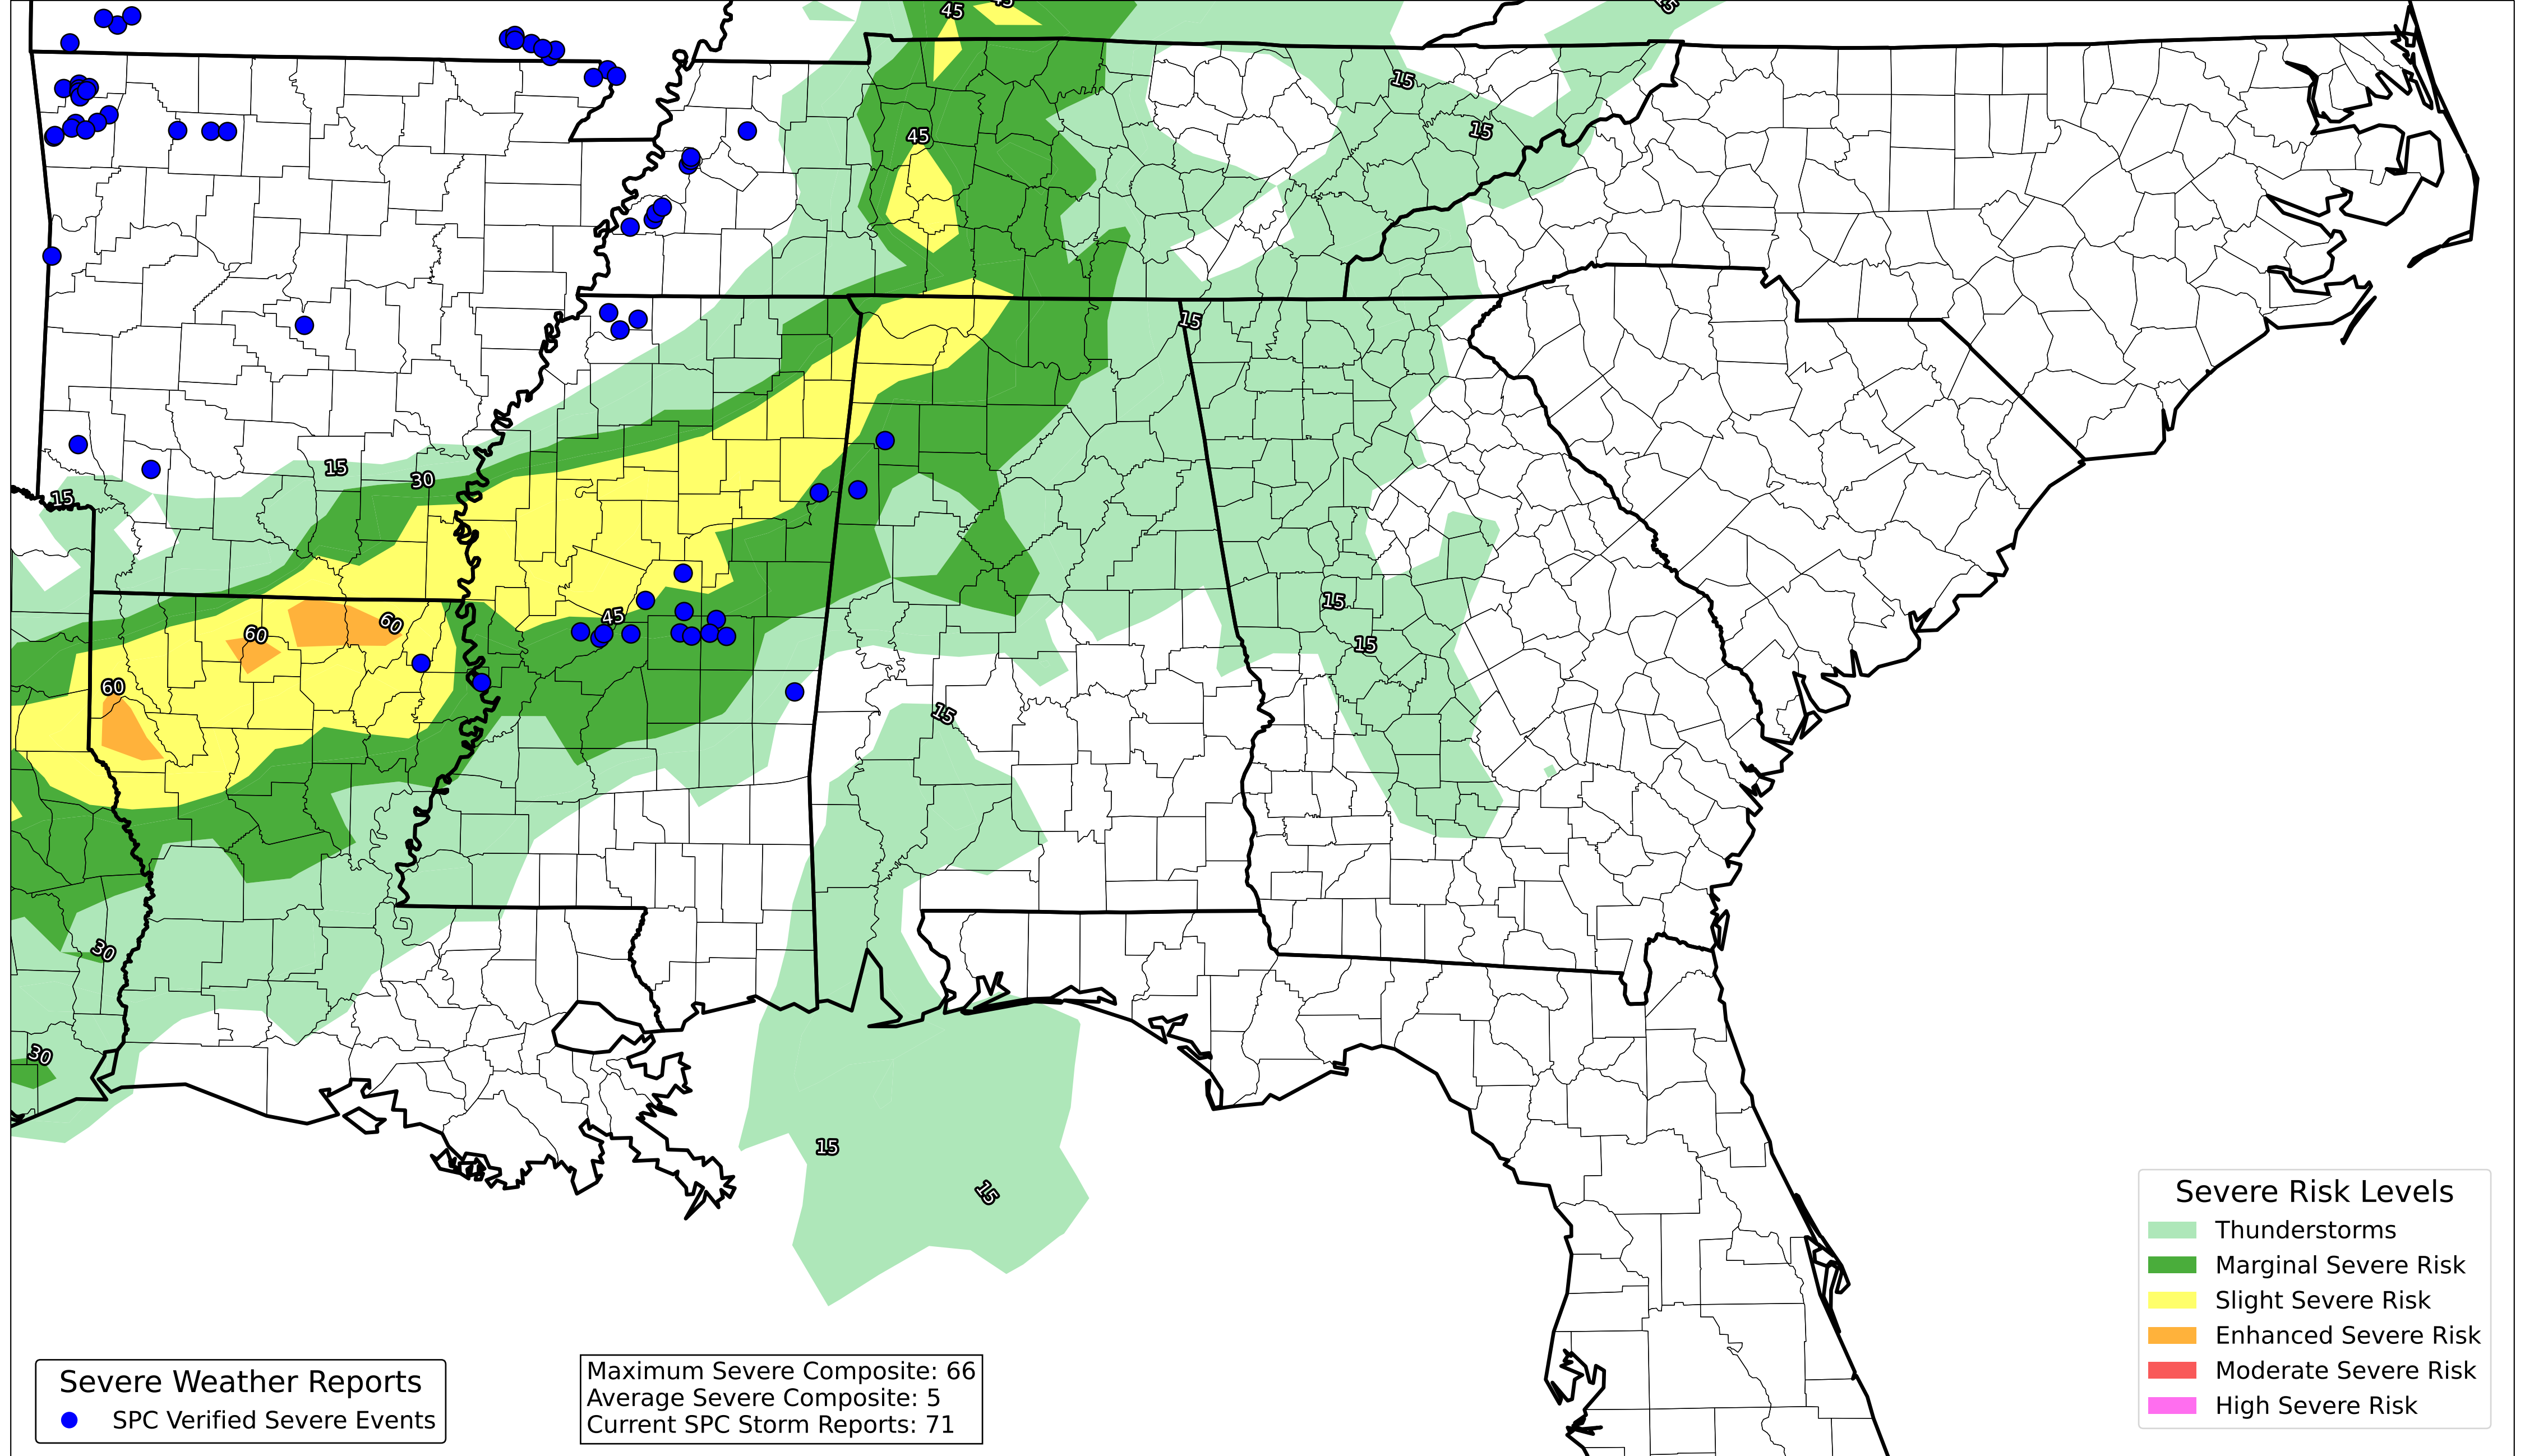 45
45
15
15
45
15
15
15
30
15
15
45
60
60
15
60
15
30
30
15
15
Severe Risk Levels
Thunderstorms
Marginal Severe Risk
Slight Severe Risk
Enhanced Severe Risk
Moderate Severe Risk
High Severe Risk
Severe Weather Reports
SPC Verified Severe Events
Maximum Severe Composite: 66
Average Severe Composite: 5
Current SPC Storm Reports: 71